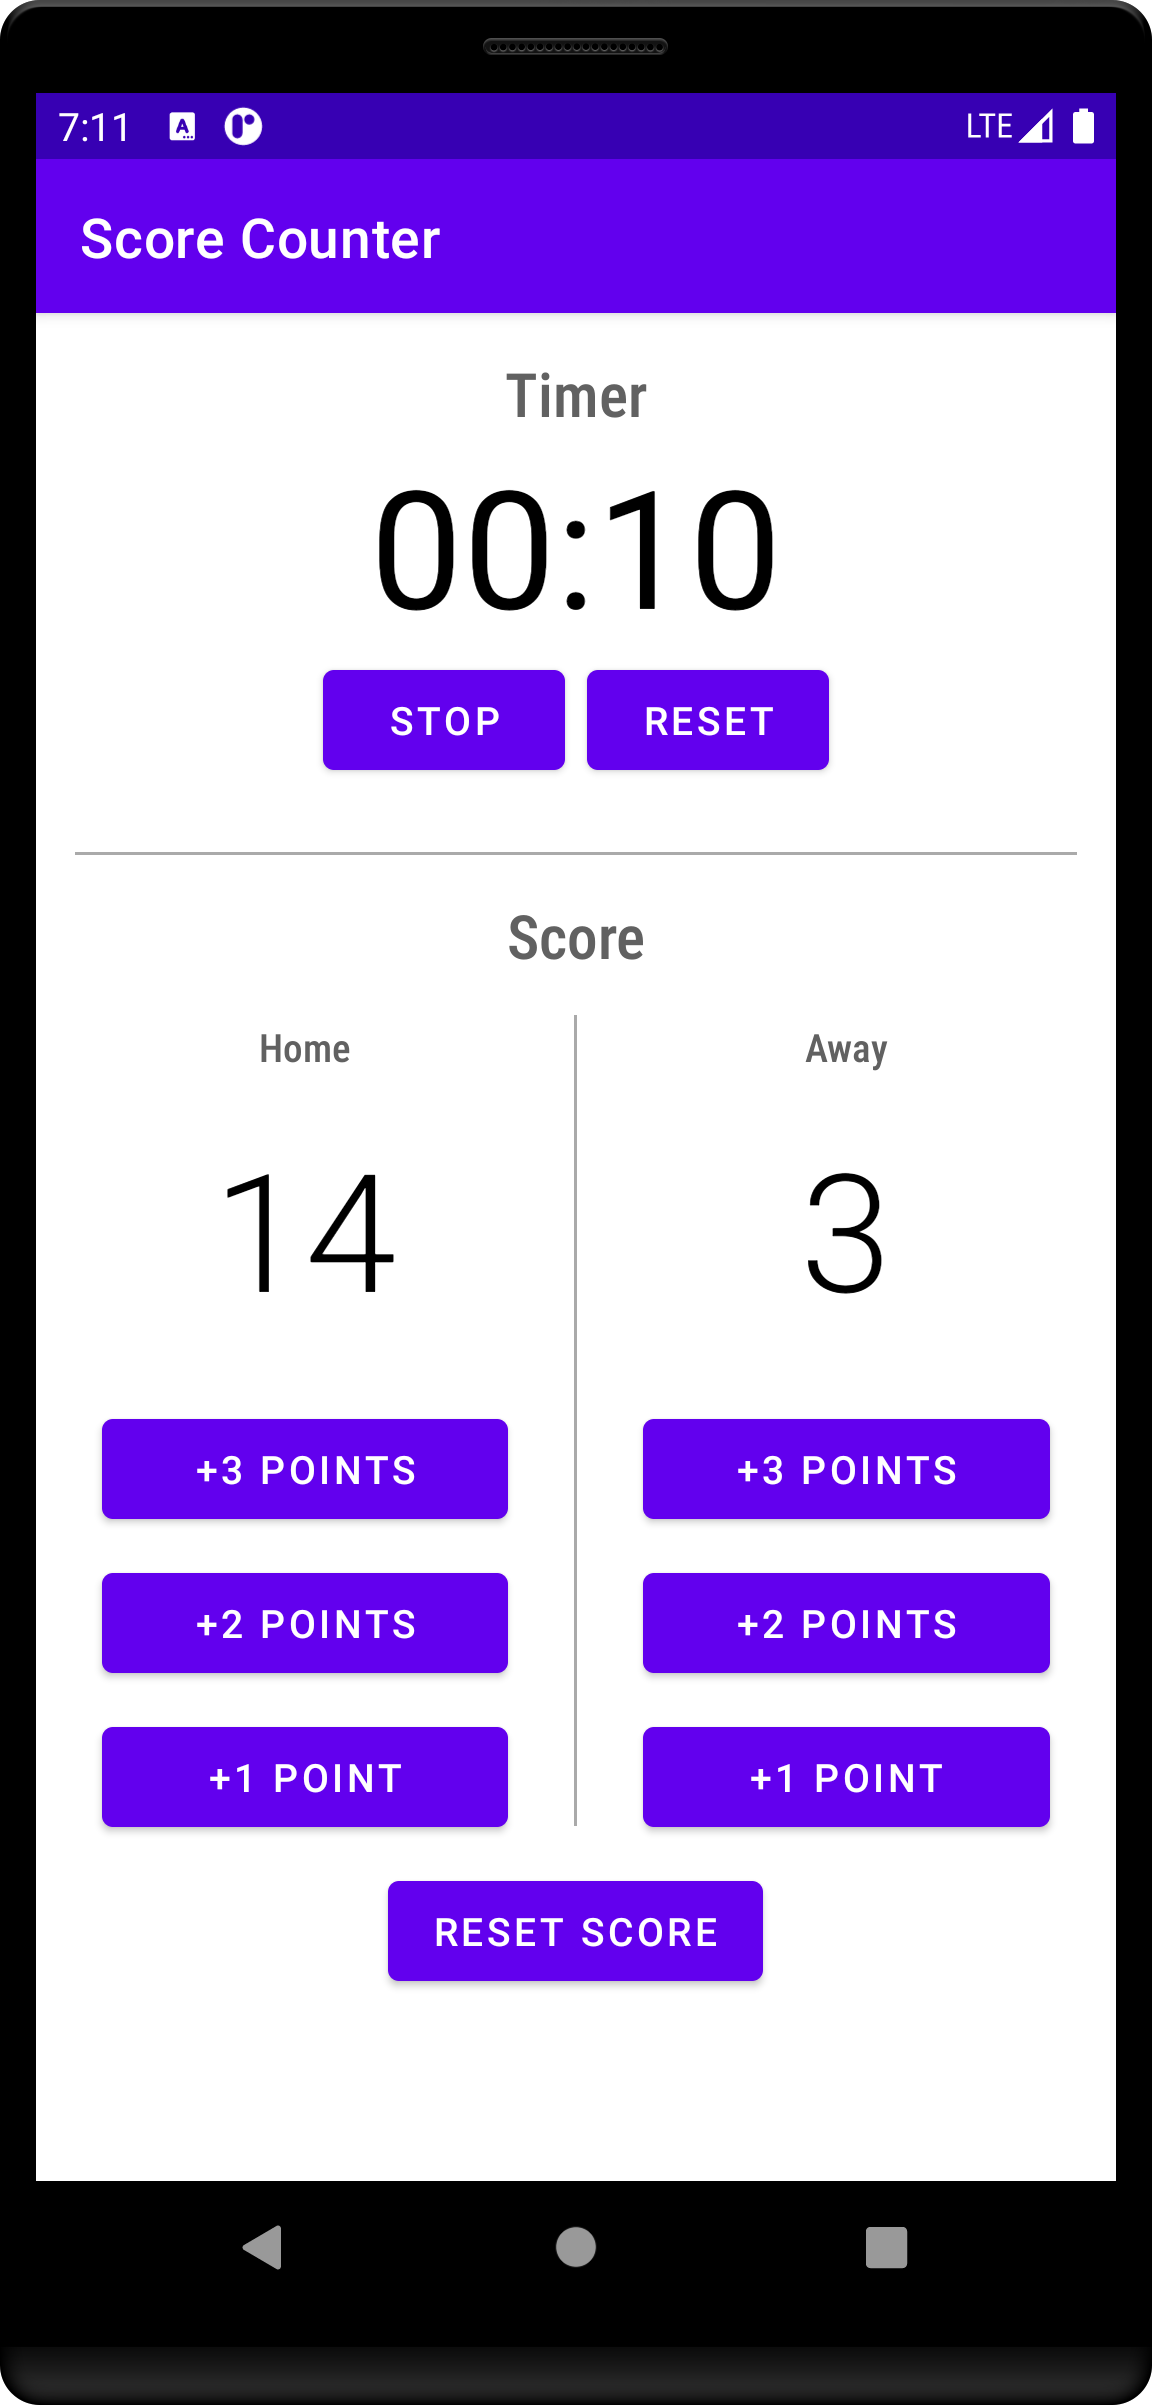 7:11 A LTE
Score Counter
Timer
00:10
STOP RESET
Score
Home Away
14 3
+3 POINTS +3 POINTS
+2 POINTS +2 POINTS
+1 POINT +1 POINT
RESET SCORE